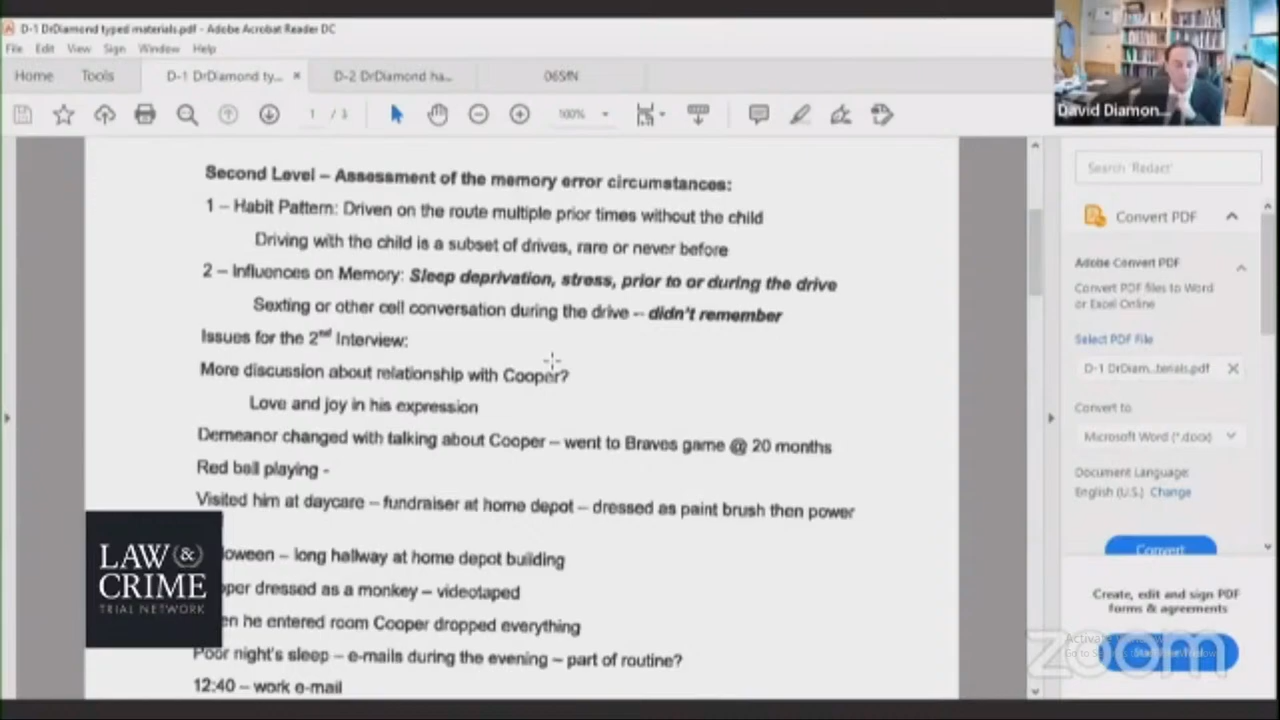 D-1 DrDiamond typed materials.pdf - Adobe Acrobat Reader DC
File Edit View Sign Window Help
Home Tools D-1 DrDiamond ty... × D-2 DrDiamond ha...
1 / 3 100%
David Diamon...
Second Level – Assessment of the memory error circumstances:
1 – Habit Pattern: Driven on the route multiple prior times without the child
Driving with the child is a subset of drives, rare or never before
2 – Influences on Memory: Sleep deprivation, stress, prior to or during the drive
Sexting or other cell conversation during the drive – didn't remember
Issues for the 2nd Interview:
More discussion about relationship with Cooper?
Love and joy in his expression
Demeanor changed with talking about Cooper – went to Braves game @ 20 months
Red ball playing -
Visited him at daycare – fundraiser at home depot – dressed as paint brush then power
loween – long hallway at home depot building
oper dressed as a monkey – videotaped
en he entered room Cooper dropped everything
Poor night's sleep – e-mails during the evening – part of routine?
12:40 – work e-mail
LAW &
CRIME
TRIAL NETWORK
Search 'Redact'
Convert PDF
Adobe Convert PDF
Convert PDF files to Word
or Excel Online
Select PDF File
D-1 DrDiam...terials.pdf
Convert to
Microsoft Word (*.docx)
Document Language:
English (U.S.) Change
Convert
Create, edit and sign PDF
forms & agreements
zoom